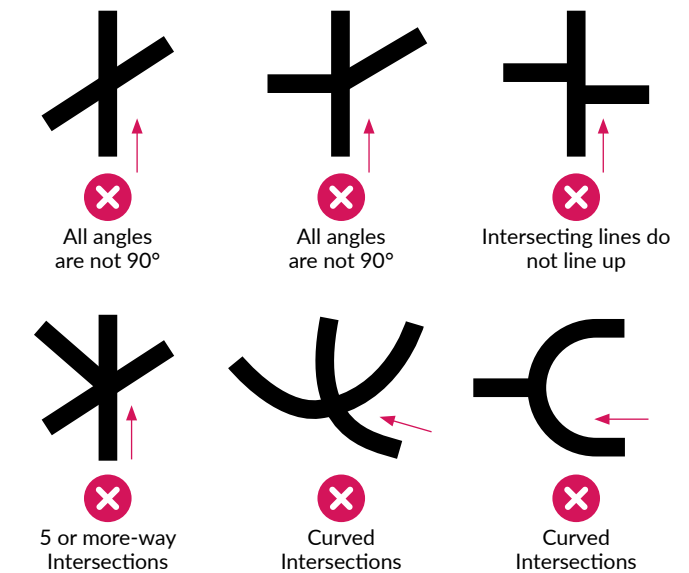 All angles
are not 90°
All angles
are not 90°
Intersecting lines do
not line up
5 or more-way
Intersections
Curved
Intersections
Curved
Intersections